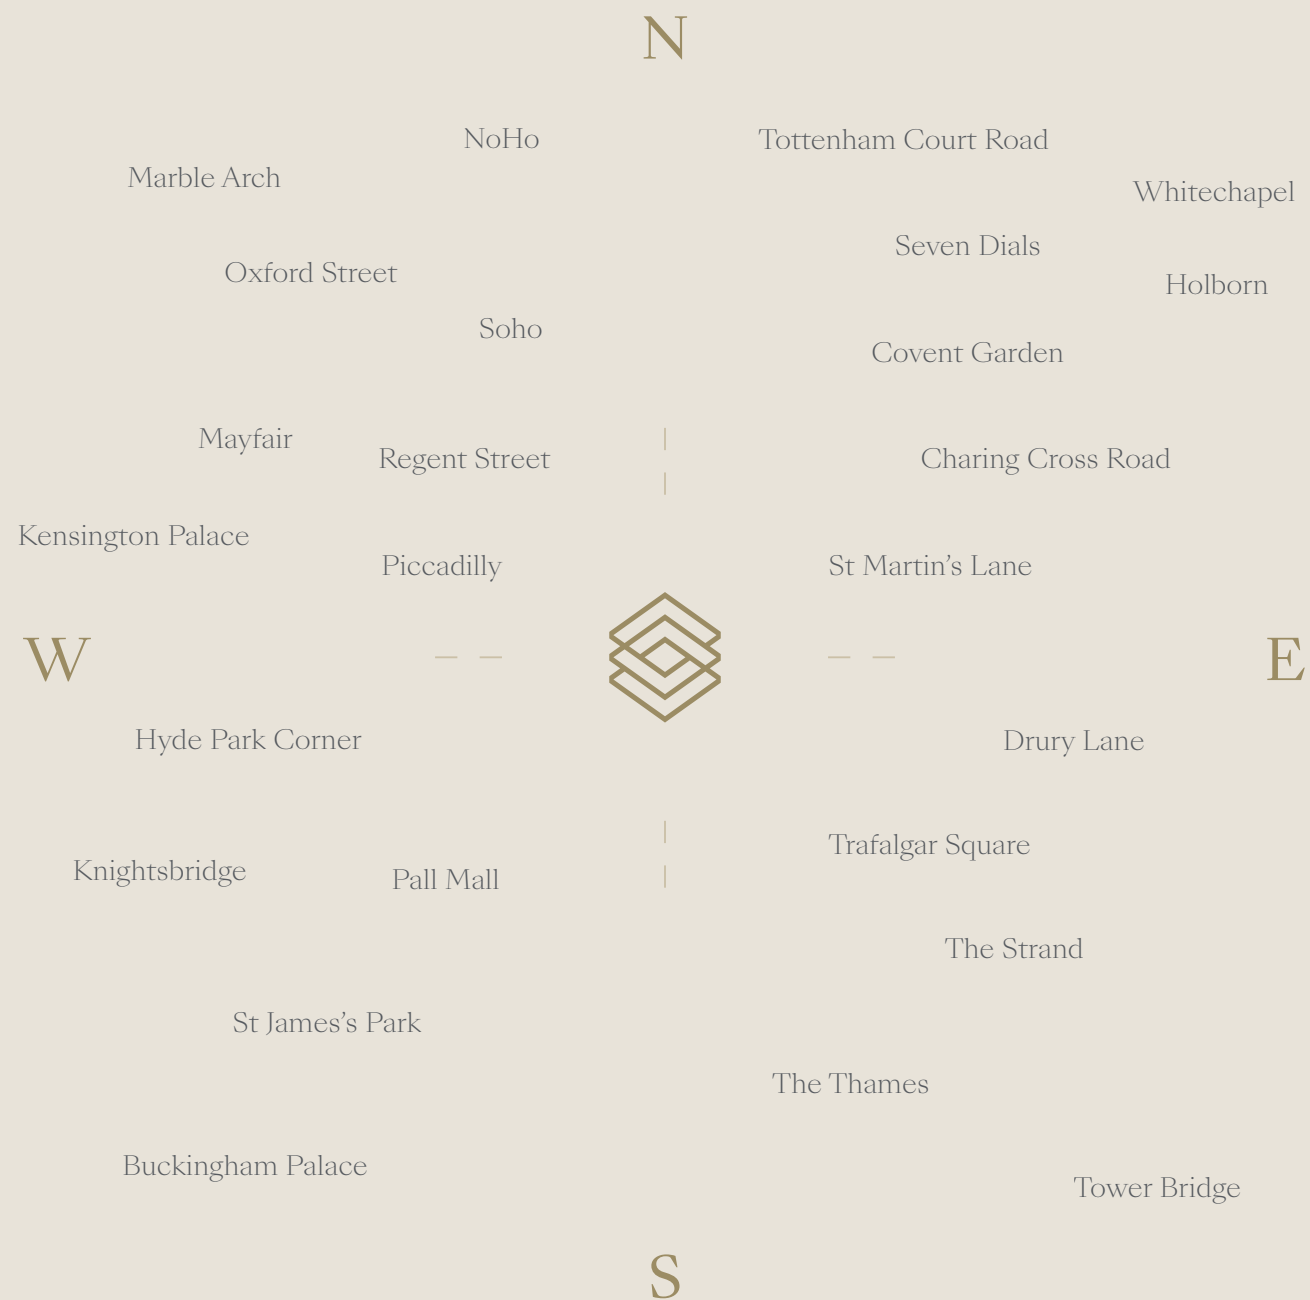 N
NoHo
Tottenham Court Road
Marble Arch
Whitechapel
Seven Dials
Oxford Street
Holborn
Soho
Covent Garden
Mayfair
Regent Street
Charing Cross Road
Kensington Palace
Piccadilly
St Martin’s Lane
W
E
Hyde Park Corner
Drury Lane
Trafalgar Square
Knightsbridge
Pall Mall
The Strand
St James’s Park
The Thames
Buckingham Palace
Tower Bridge
S